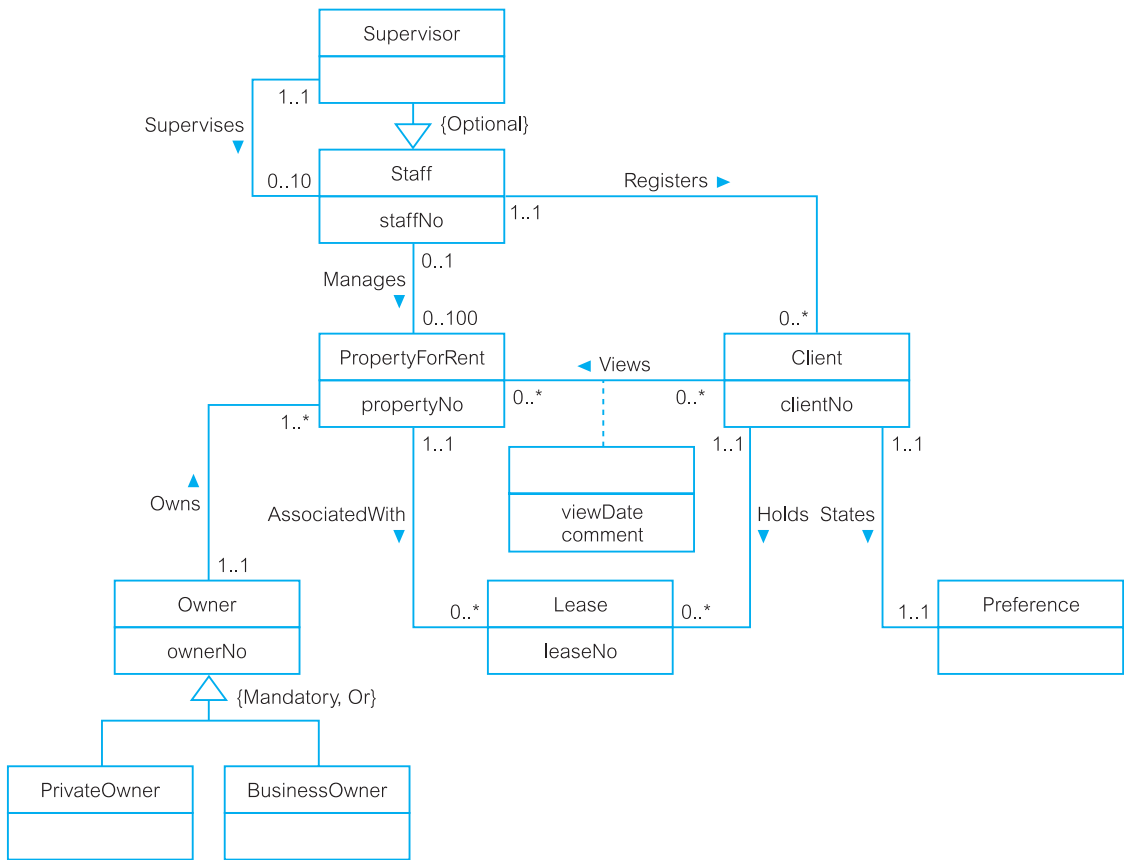 Supervisor
1..1
Supervises
{Optional}
0..10
Staff
Registers
1..1
staffNo
0..1
Manages
0..100
0..*
PropertyForRent
Views
Client
propertyNo
0..*
0..*
clientNo
1..*
1..1
1..1
1..1
Owns
AssociatedWith
viewDate
comment
Holds
States
1..1
Owner
0..*
Lease
0..*
1..1
Preference
ownerNo
leaseNo
{Mandatory, Or}
PrivateOwner
BusinessOwner